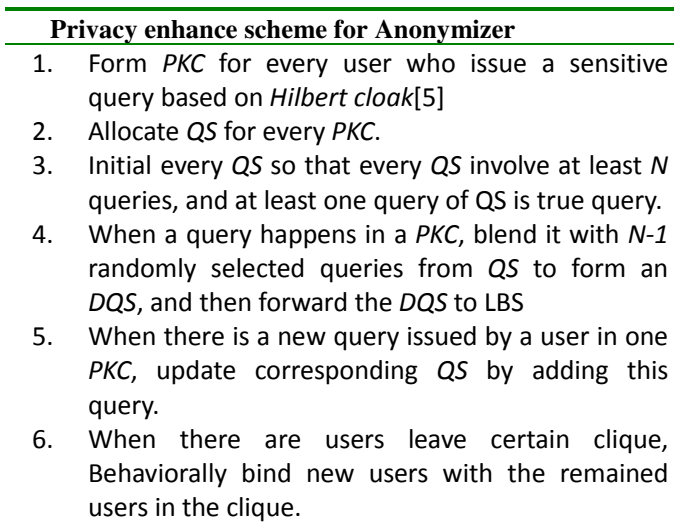 Privacy enhance scheme for Anonymizer
1. Form PKC for every user who issue a sensitive
query based on Hilbert cloak[5]
2. Allocate QS for every PKC.
3. Initial every QS so that every QS involve at least N
queries, and at least one query of QS is true query.
4. When a query happens in a PKC, blend it with N-1
randomly selected queries from QS to form an
DQS, and then forward the DQS to LBS
5. When there is a new query issued by a user in one
PKC, update corresponding QS by adding this
query.
6. When there are users leave certain clique,
Behaviorally bind new users with the remained
users in the clique.